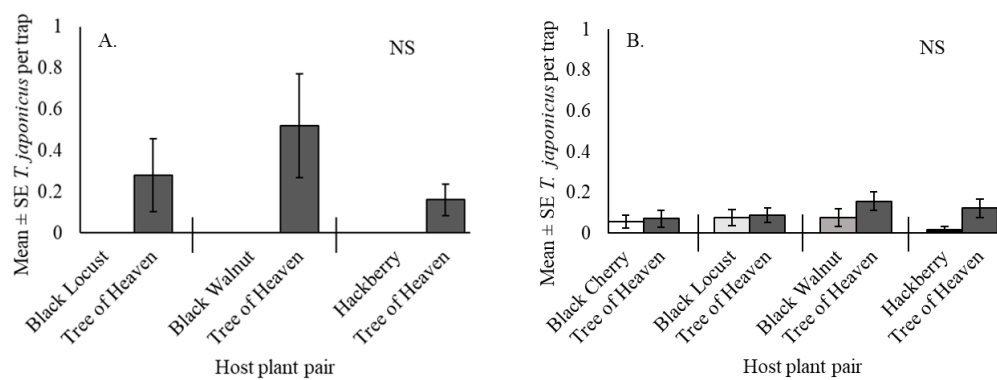 A.
NS
Mean ± SE T. japonicus per trap
1
0.8
0.6
0.4
0.2
0
Black Locust
Tree of Heaven
Black Walnut
Tree of Heaven
Hackberry
Tree of Heaven
Host plant pair
B.
NS
Mean ± SE T. japonicus per trap
1
0.8
0.6
0.4
0.2
0
Black Cherry
Tree of Heaven
Black Locust
Tree of Heaven
Black Walnut
Tree of Heaven
Hackberry
Tree of Heaven
Host plant pair